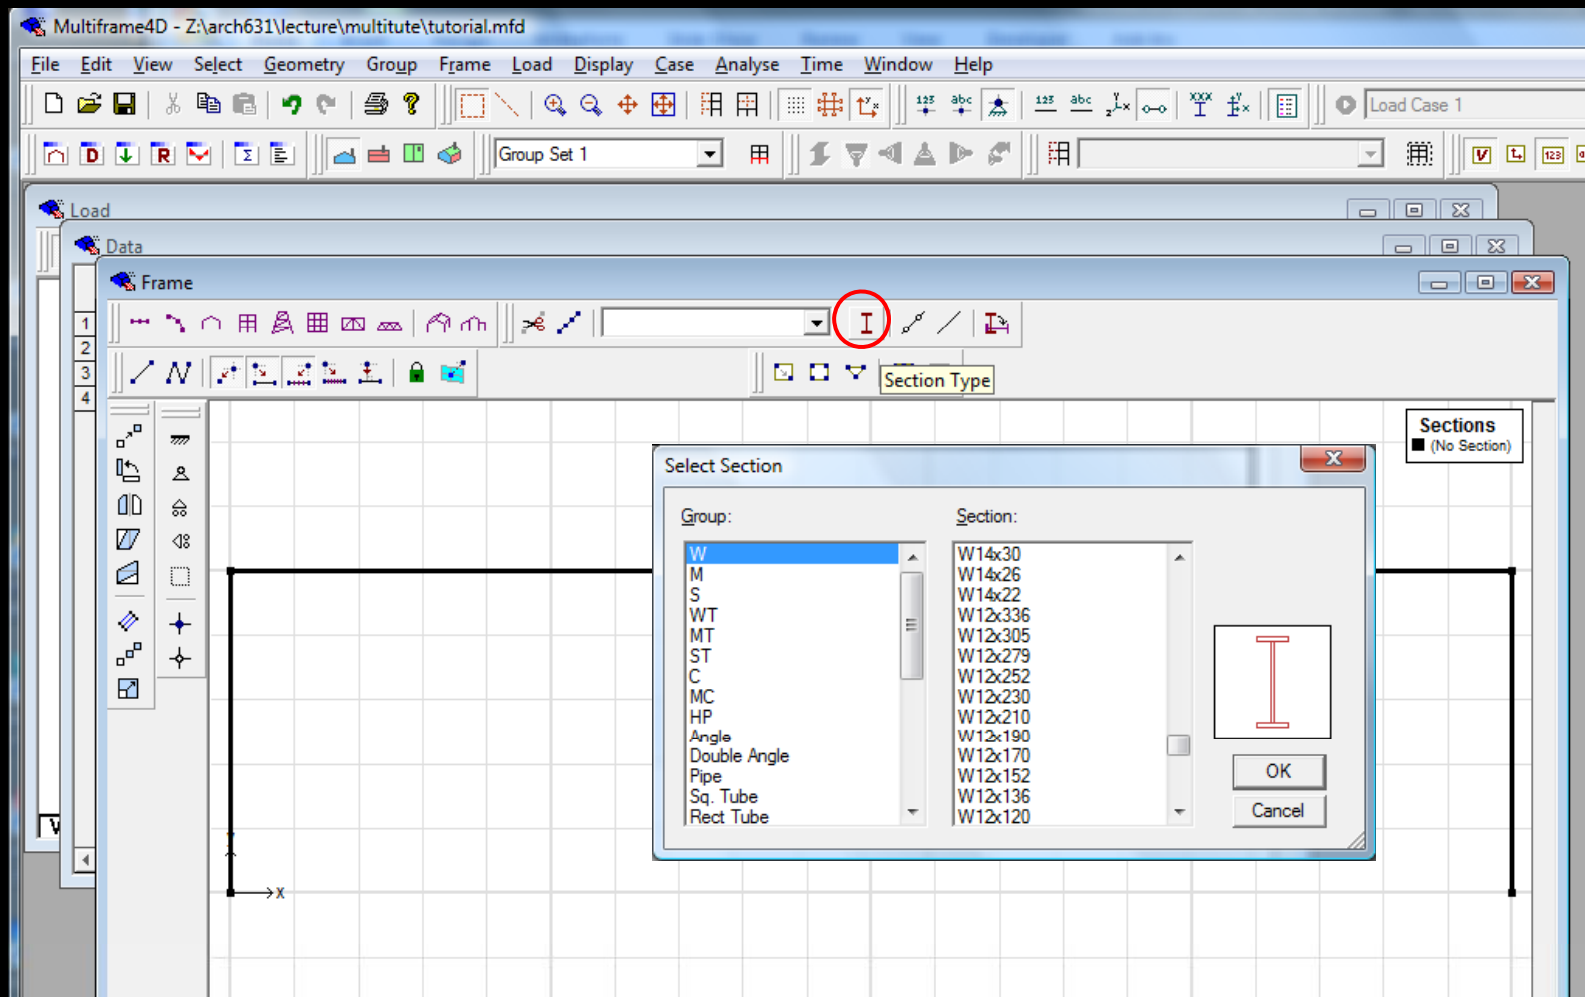 Multiframe4D - Z:\arch631\lecture\multitute\tutorial.mfd
File Edit View Select Geometry Group Frame Load Display Case Analyse Time Window Help
Load Case 1
Group Set 1
Load
Data
Frame
1
2
3
4
Section Type
Sections
(No Section)
Select Section
Group:
Section:
W
M
S
WT
MT
ST
C
MC
HP
Angle
Double Angle
Pipe
Sq. Tube
Rect Tube
W14x30
W14x26
W14x22
W12x336
W12x305
W12x279
W12x252
W12x230
W12x210
W12x190
W12x170
W12x152
W12x136
W12x120
OK
Cancel
x